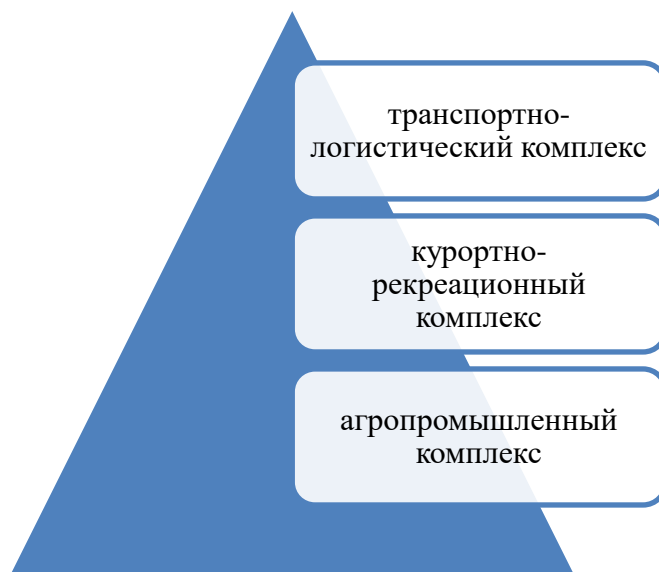 транспортно-
логистический комплекс
курортно-
рекреационный
комплекс
агропромышленный
комплекс